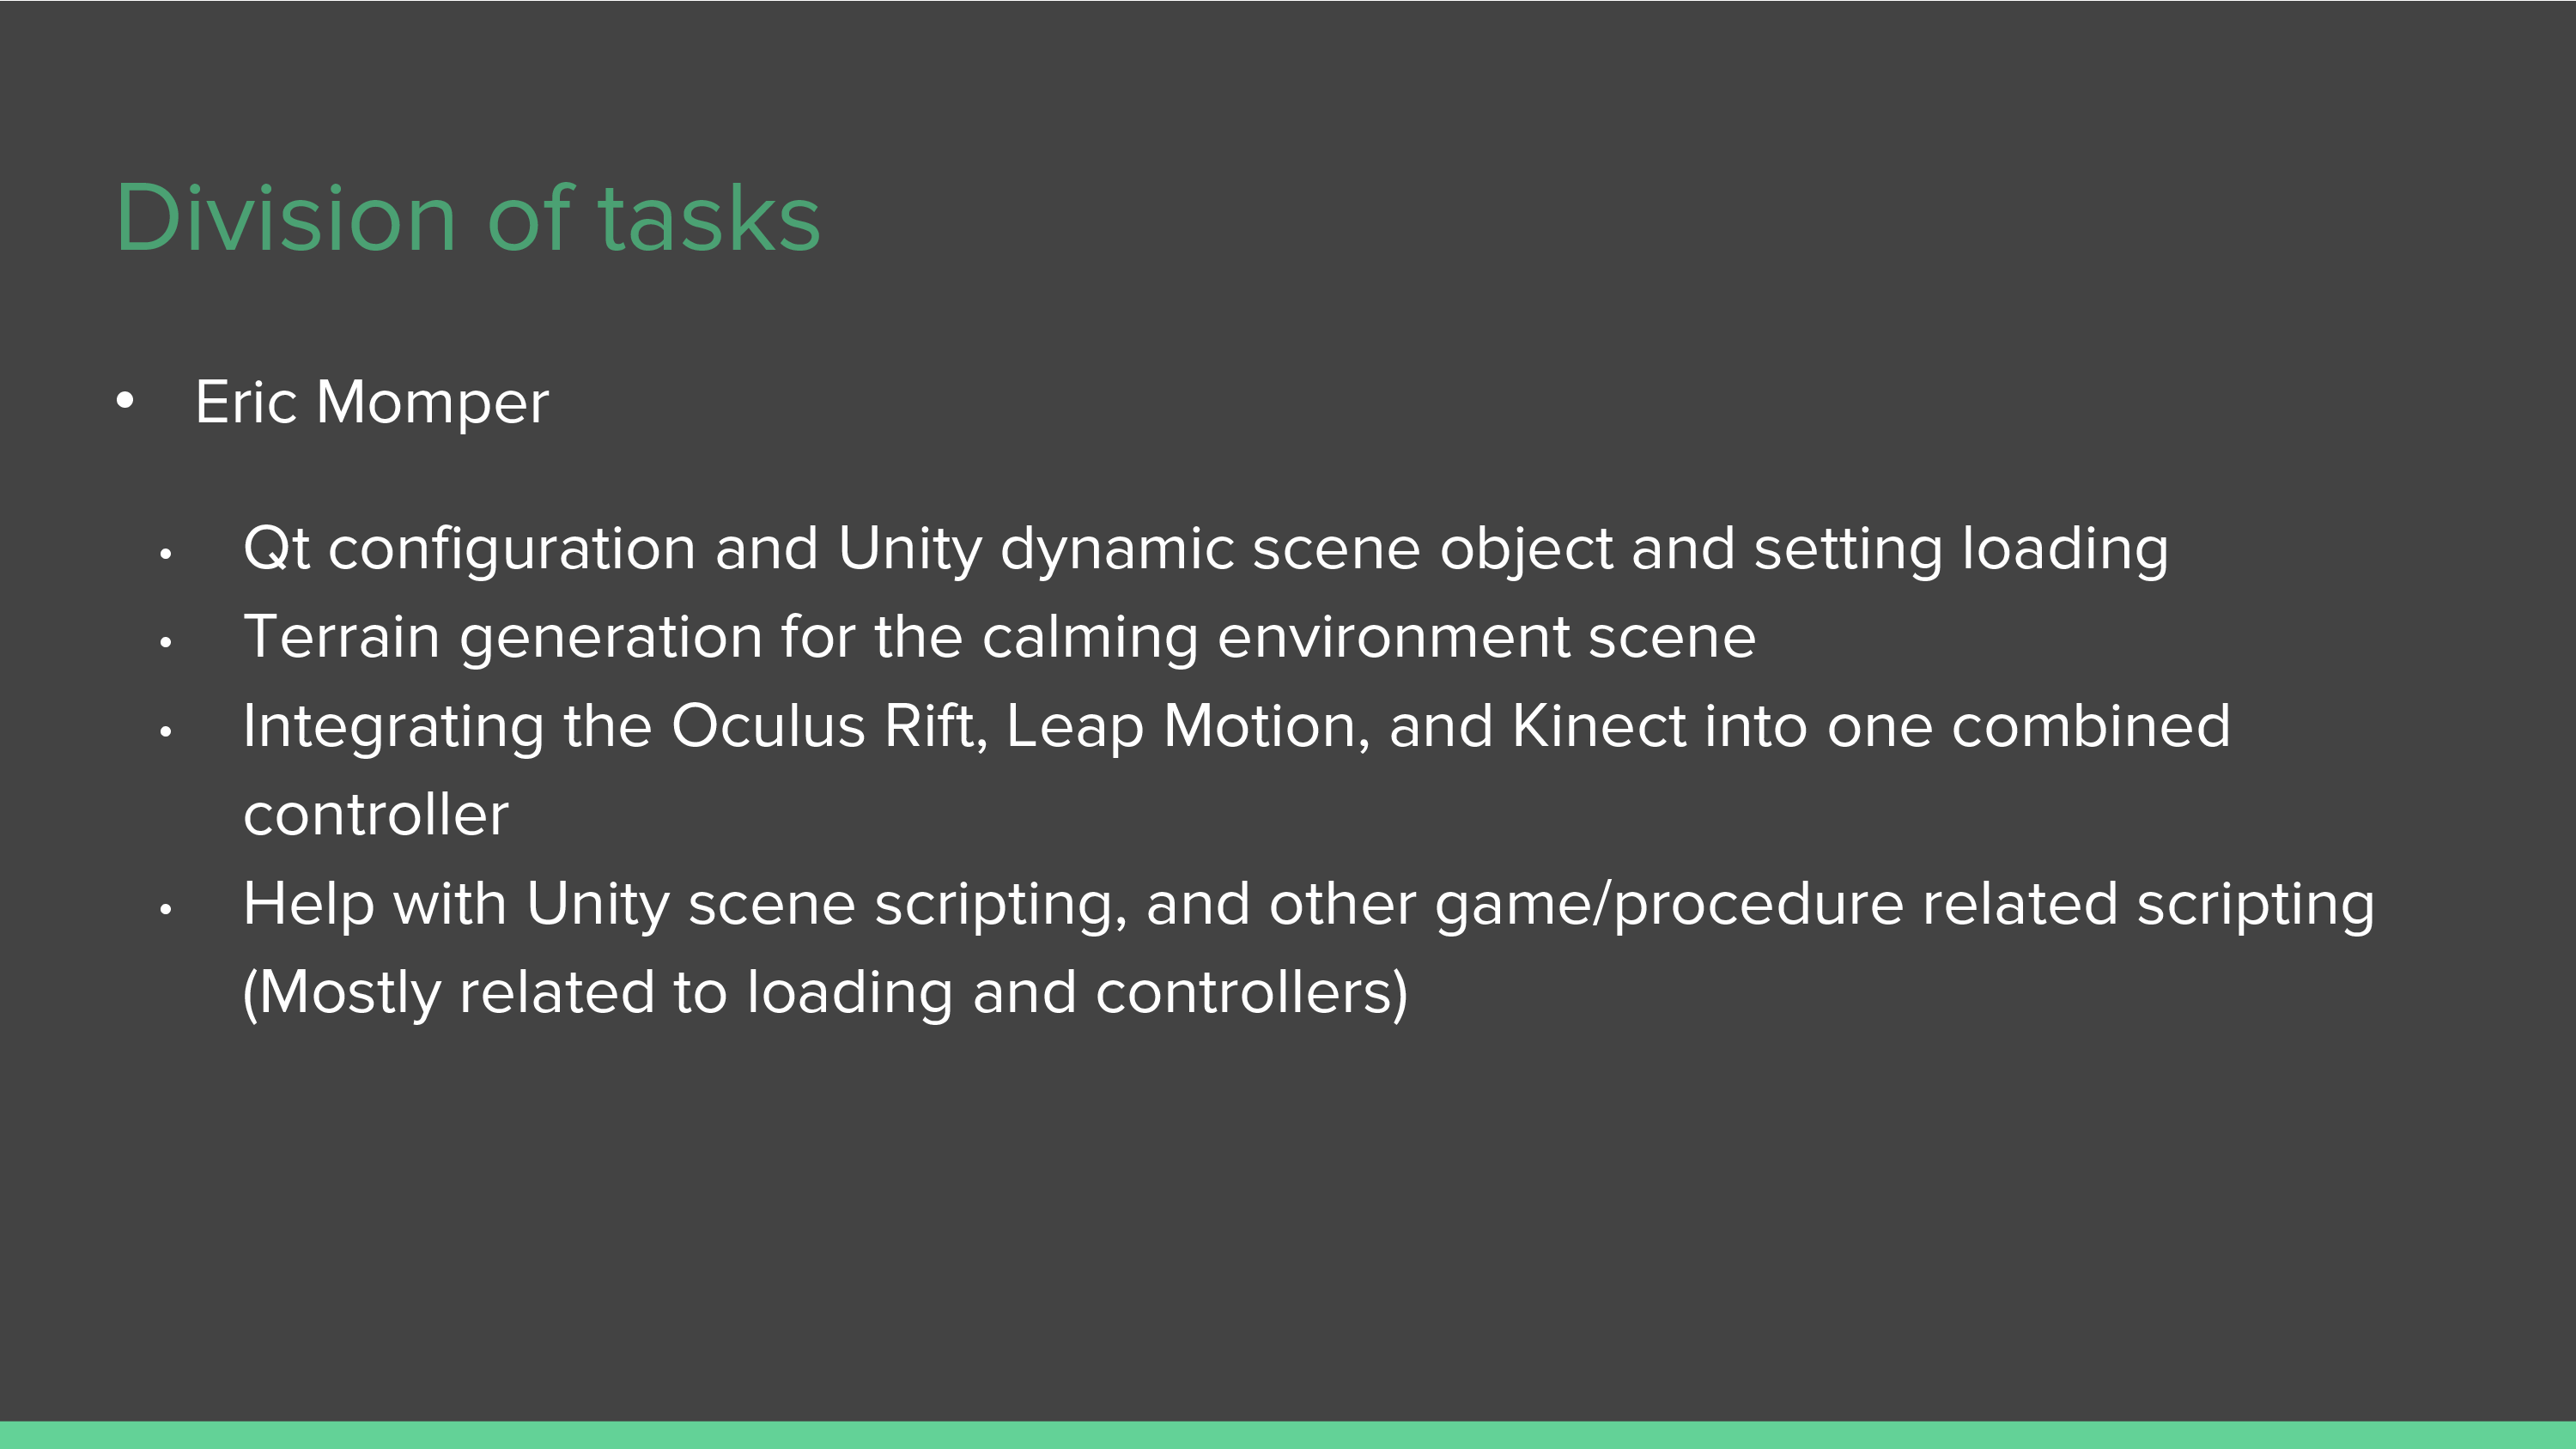 Division of tasks
• Eric Momper
• Qt configuration and Unity dynamic scene object and setting loading
• Terrain generation for the calming environment scene
• Integrating the Oculus Rift, Leap Motion, and Kinect into one combined
controller
• Help with Unity scene scripting, and other game/procedure related scripting
(Mostly related to loading and controllers)